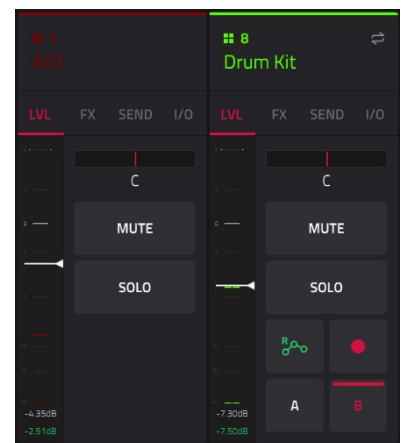 1
A01
LVL FX SEND I/O
C
MUTE
SOLO
-4.35dB
-2.51dB
8
Drum Kit
LVL FX SEND I/O
C
0
MUTE
SOLO
R
A B
-7.30dB
-7.50dB